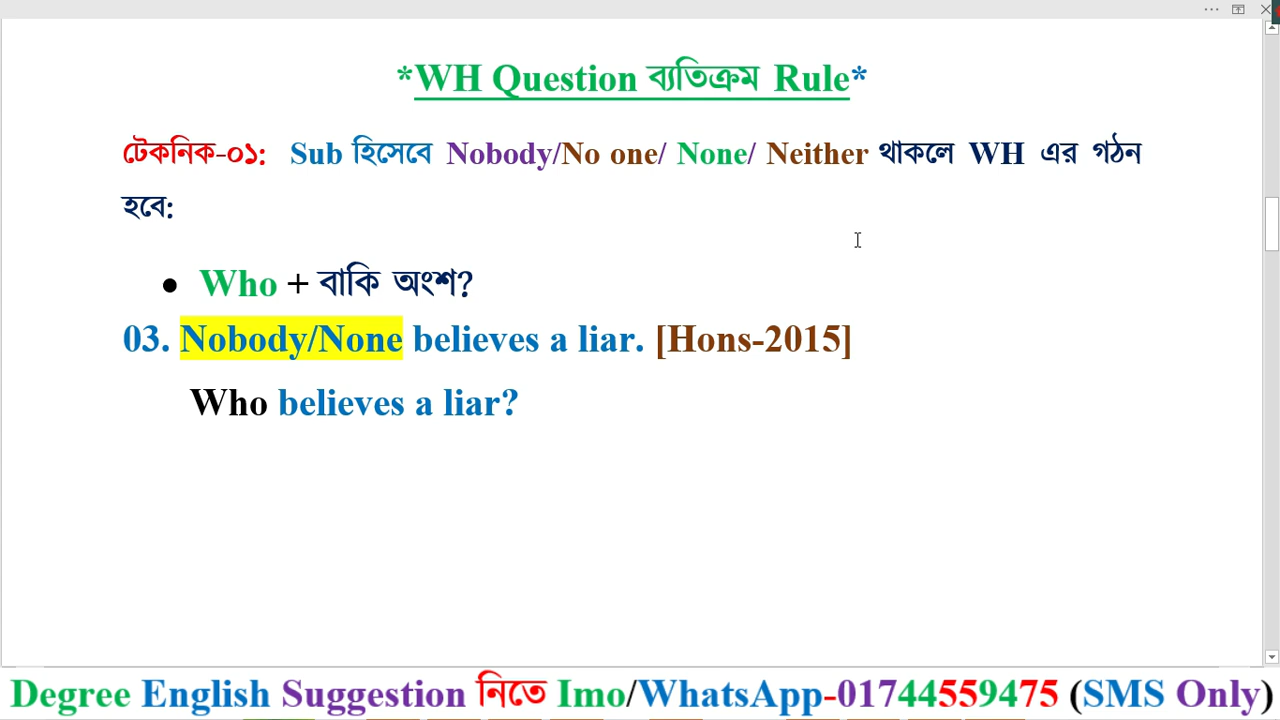 *WH Question ব্যতিক্রম Rule*
টেকনিক-০১: Sub হিসেবে Nobody/No one/ None/ Neither থাকলে WH এর গঠন
হবে:
● Who + বাকি অংশ?
03. Nobody/None believes a liar. [Hons-2015]
Who believes a liar?
Degree English Suggestion নিতে Imo/WhatsApp-01744559475 (SMS Only)